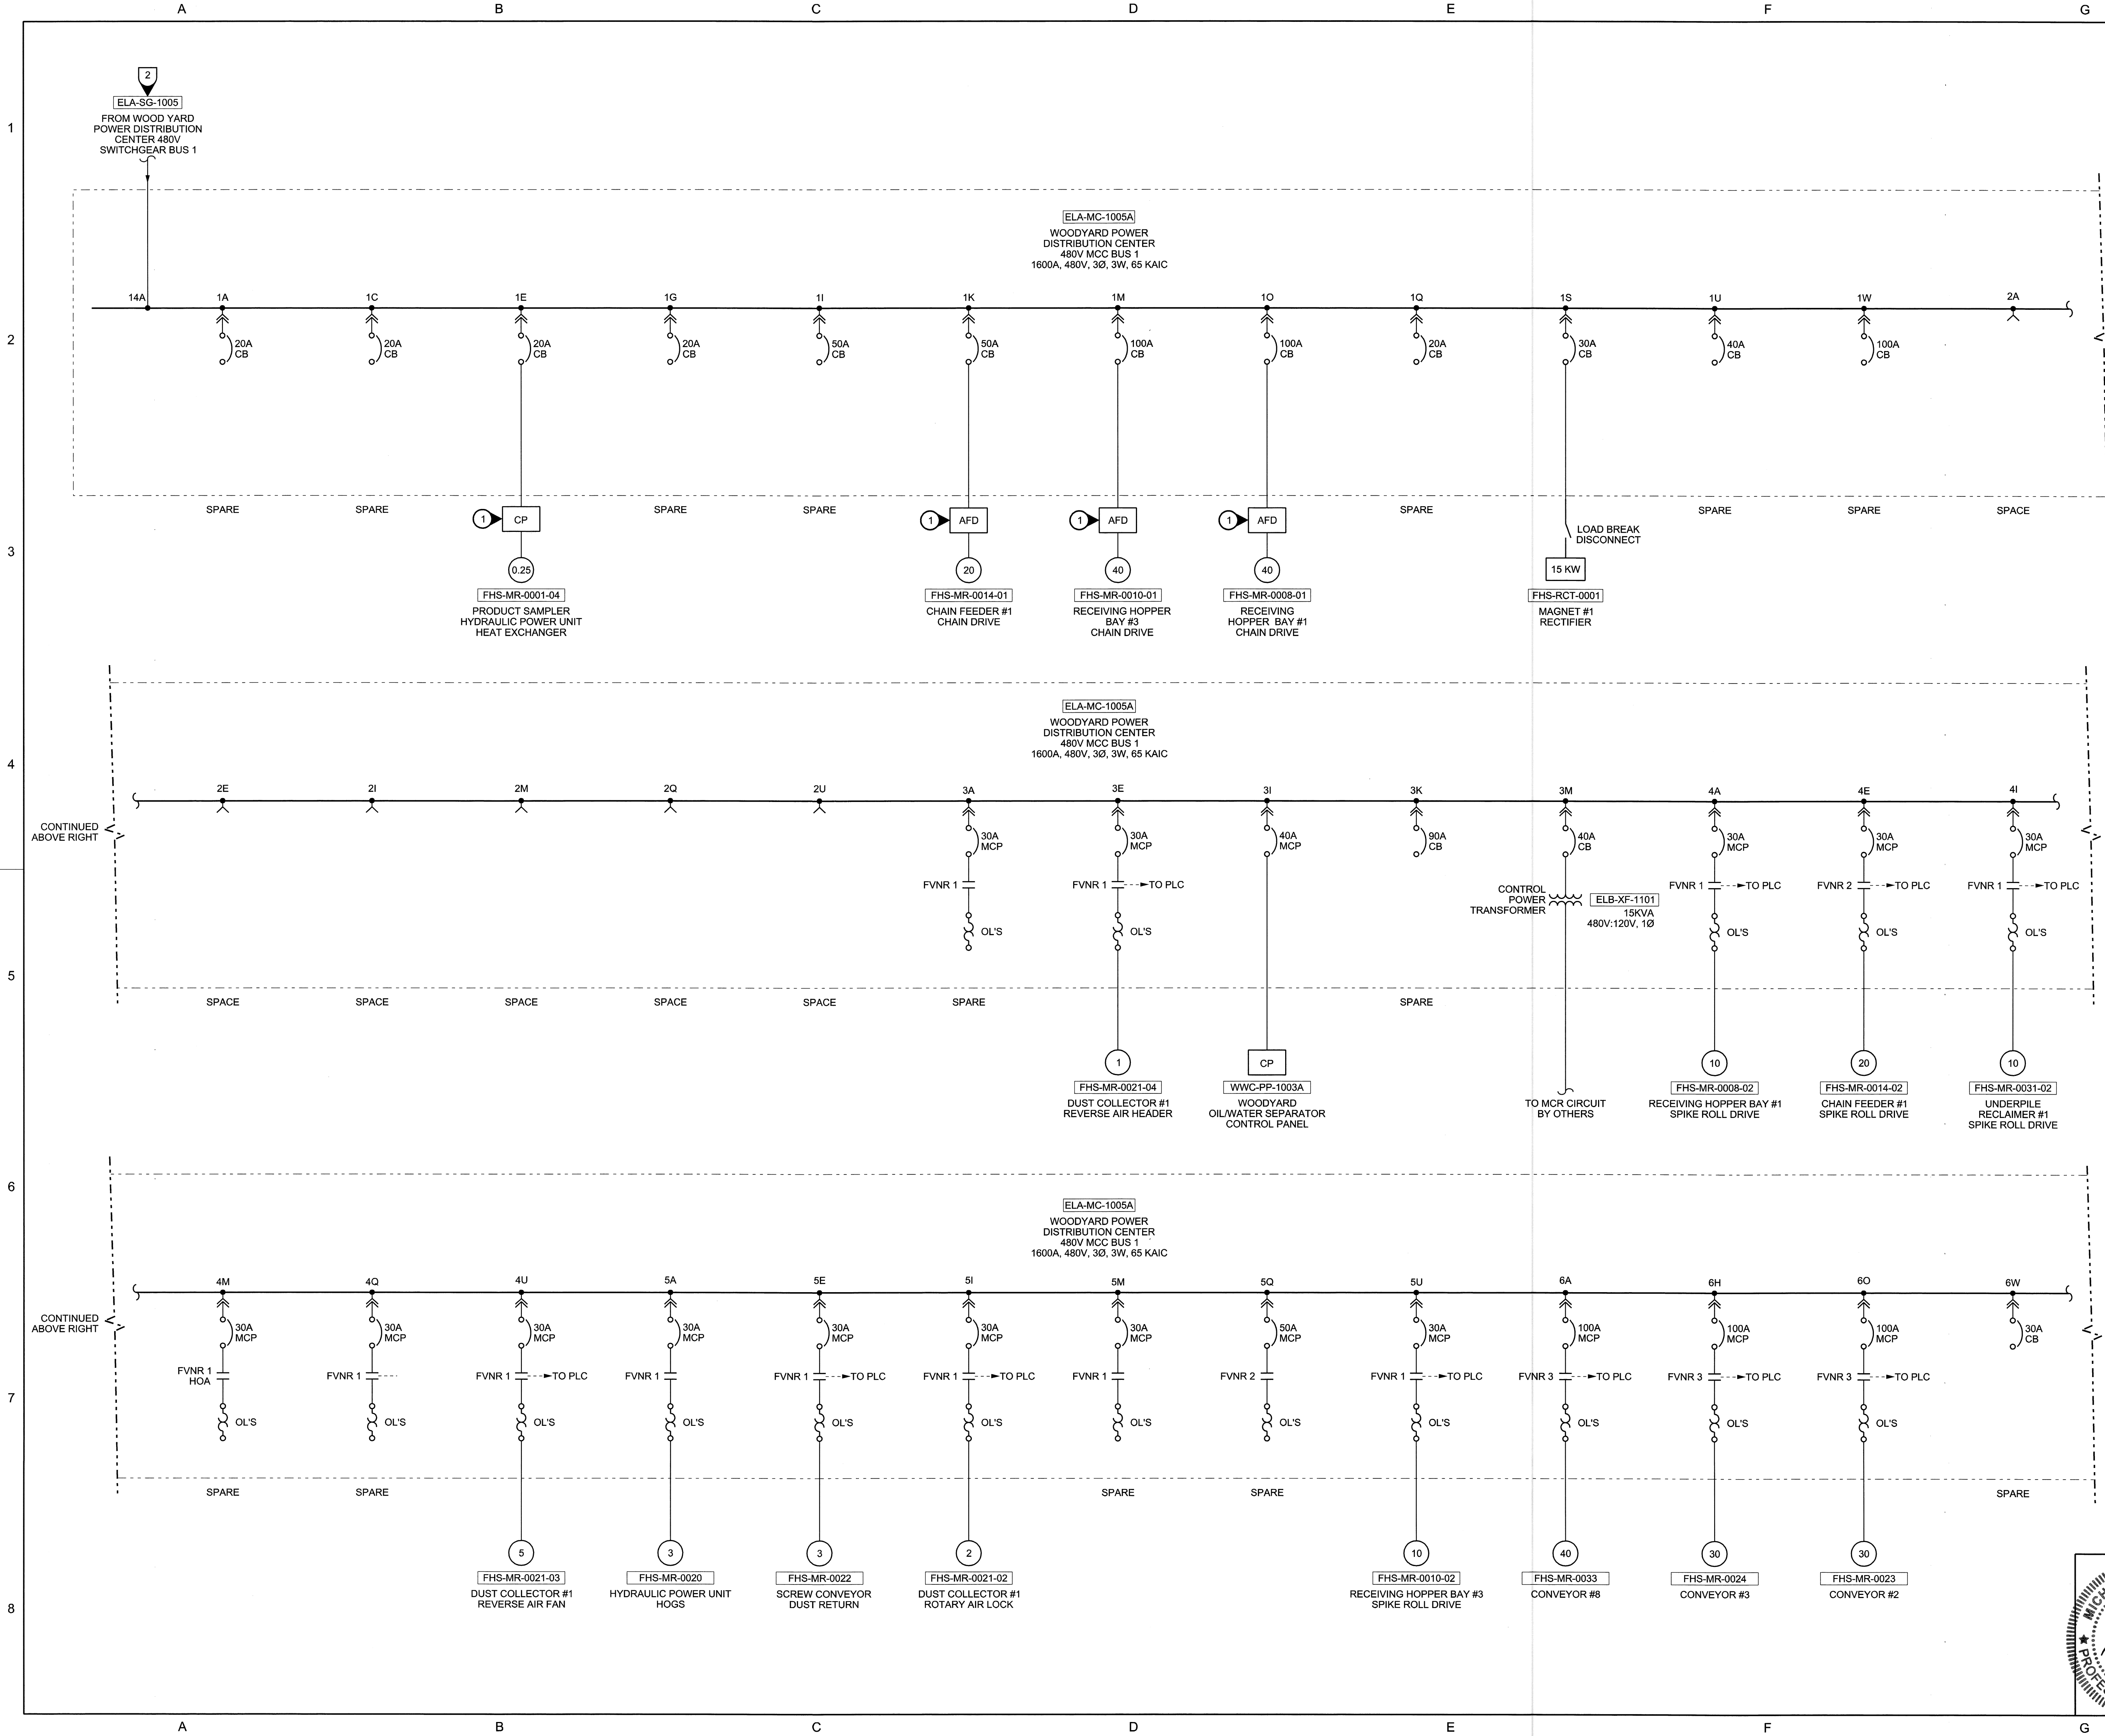 A B C D E F G
1
2
ELA-SG-1005
FROM WOOD YARD
POWER DISTRIBUTION
CENTER 480V
SWITCHGEAR BUS 1
ELA-MC-1005A
WOODYARD POWER
DISTRIBUTION CENTER
480V MCC BUS 1
1600A, 480V, 3Ø, 3W, 65 KAIC
14A 1A 1C 1E 1G 1I 1K 1M 1O 1Q 1S 1U 1W 2A
2
20A CB
20A CB
20A CB
20A CB
50A CB
50A CB
100A CB
100A CB
20A CB
30A CB
40A CB
100A CB
SPARE SPARE SPARE SPARE SPARE SPARE SPARE SPACE
3
1 CP
1 AFD
1 AFD
1 AFD
LOAD BREAK
DISCONNECT
0.25 20 40 40 15 KW
FHS-MR-0001-04
PRODUCT SAMPLER
HYDRAULIC POWER UNIT
HEAT EXCHANGER
FHS-MR-0014-01
CHAIN FEEDER #1
CHAIN DRIVE
FHS-MR-0010-01
RECEIVING HOPPER
BAY #3
CHAIN DRIVE
FHS-MR-0008-01
RECEIVING
HOPPER BAY #1
CHAIN DRIVE
FHS-RCT-0001
MAGNET #1
RECTIFIER
ELA-MC-1005A
WOODYARD POWER
DISTRIBUTION CENTER
480V MCC BUS 1
1600A, 480V, 3Ø, 3W, 65 KAIC
4
2E 2I 2M 2Q 2U 3A 3E 3I 3K 3M 4A 4E 4I
CONTINUED
ABOVE RIGHT
30A MCP
30A MCP
40A MCP
90A CB
40A CB
30A MCP
30A MCP
30A MCP
FVNR 1
FVNR 1 TO PLC
CONTROL
POWER
TRANSFORMER
ELB-XF-1101
15KVA
480V:120V, 1Ø
FVNR 1 TO PLC
FVNR 2 TO PLC
FVNR 1 TO PLC
OL'S OL'S OL'S OL'S OL'S
5
SPACE SPACE SPACE SPACE SPACE SPARE SPARE
1 CP 10 20 10
FHS-MR-0021-04
DUST COLLECTOR #1
REVERSE AIR HEADER
WWC-PP-1003A
WOODYARD
OIL/WATER SEPARATOR
CONTROL PANEL
TO MCR CIRCUIT
BY OTHERS
FHS-MR-0008-02
RECEIVING HOPPER BAY #1
SPIKE ROLL DRIVE
FHS-MR-0014-02
CHAIN FEEDER #1
SPIKE ROLL DRIVE
FHS-MR-0031-02
UNDERPILE
RECLAIMER #1
SPIKE ROLL DRIVE
6
ELA-MC-1005A
WOODYARD POWER
DISTRIBUTION CENTER
480V MCC BUS 1
1600A, 480V, 3Ø, 3W, 65 KAIC
4M 4Q 4U 5A 5E 5I 5M 5Q 5U 6A 6H 6O 6W
CONTINUED
ABOVE RIGHT
30A MCP
30A MCP
30A MCP
30A MCP
30A MCP
30A MCP
30A MCP
50A MCP
30A MCP
100A MCP
100A MCP
100A MCP
30A CB
7
FVNR 1
HOA
FVNR 1
FVNR 1 TO PLC
FVNR 1
FVNR 1 TO PLC
FVNR 1 TO PLC
FVNR 1
FVNR 2
FVNR 1 TO PLC
FVNR 3 TO PLC
FVNR 3 TO PLC
FVNR 3 TO PLC
OL'S OL'S OL'S OL'S OL'S OL'S OL'S OL'S OL'S OL'S OL'S OL'S
SPARE SPARE SPARE SPARE SPARE
5 3 3 2 10 40 30 30
8
FHS-MR-0021-03
DUST COLLECTOR #1
REVERSE AIR FAN
FHS-MR-0020
HYDRAULIC POWER UNIT
HOGS
FHS-MR-0022
SCREW CONVEYOR
DUST RETURN
FHS-MR-0021-02
DUST COLLECTOR #1
ROTARY AIR LOCK
FHS-MR-0010-02
RECEIVING HOPPER BAY #3
SPIKE ROLL DRIVE
FHS-MR-0033
CONVEYOR #8
FHS-MR-0024
CONVEYOR #3
FHS-MR-0023
CONVEYOR #2
A B C D E F G